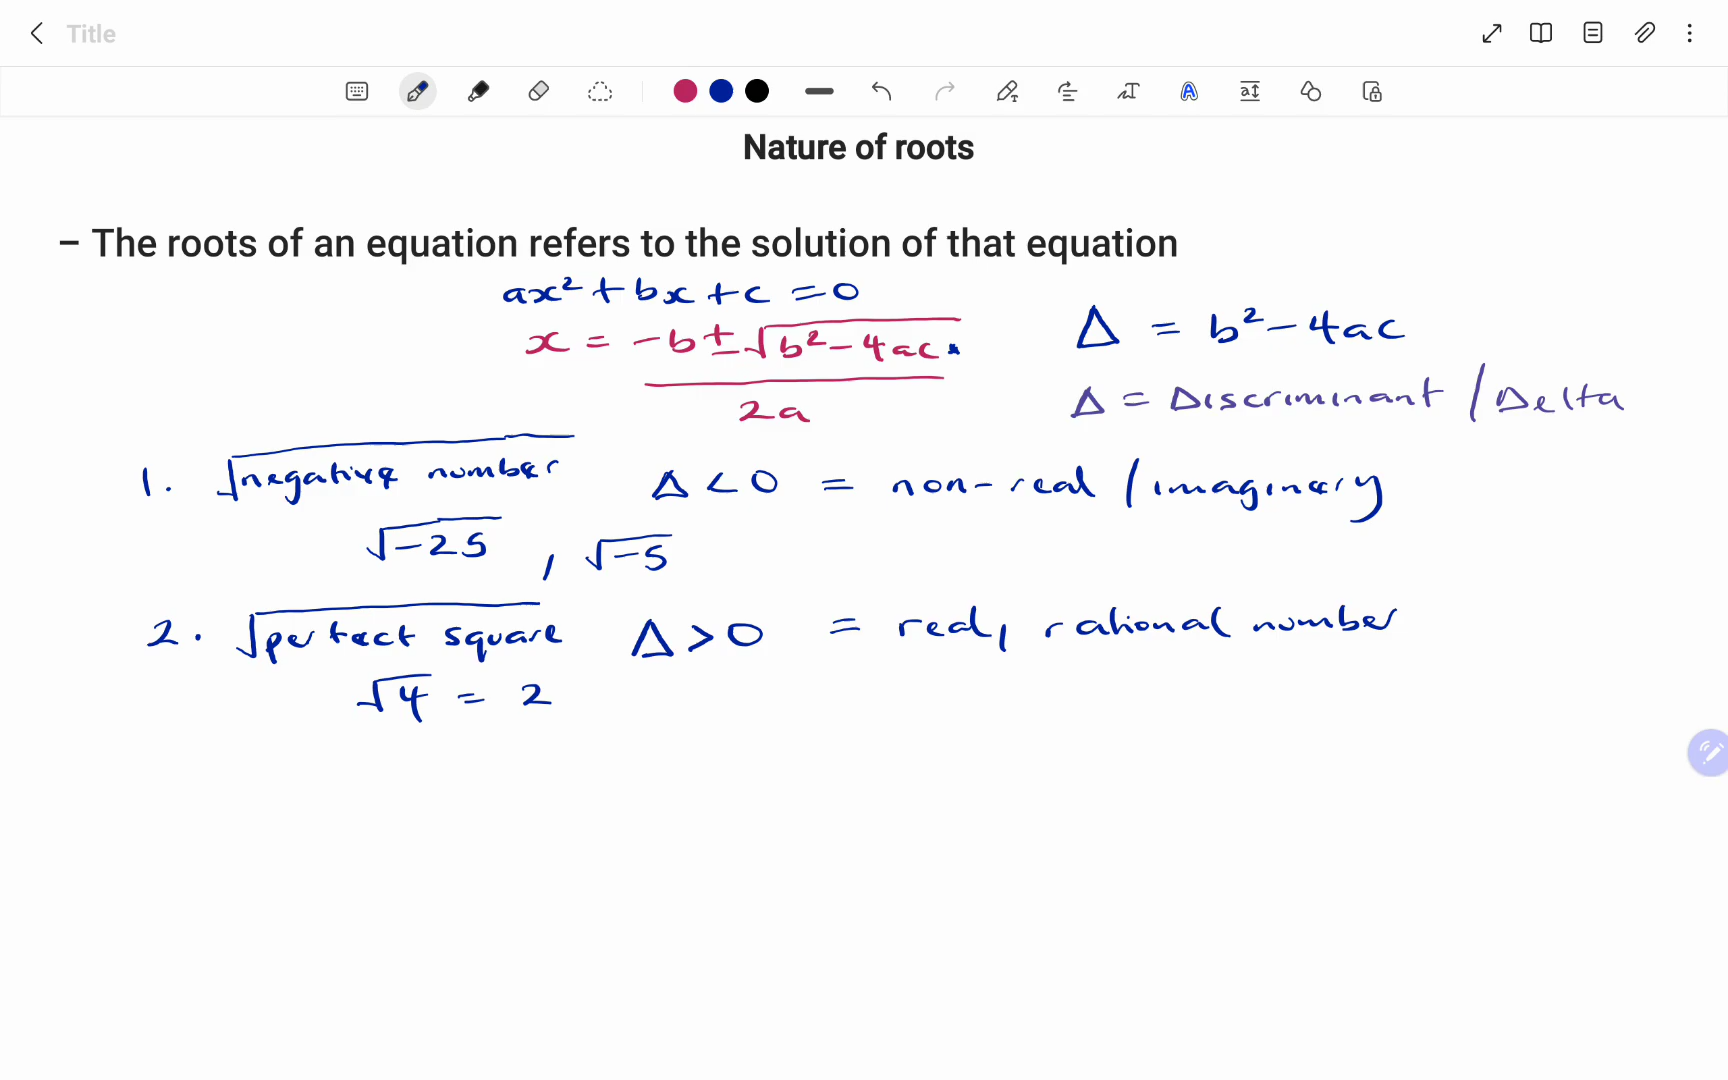 Title
Nature of roots
– The roots of an equation refers to the solution of that equation
ax² + bx + c = 0
x = -b ± √(b² - 4ac) / 2a
Δ = b² - 4ac
Δ = Discriminant / Delta
1. √negative number Δ < 0 = non-real / imaginary
√-25 , √-5
2. √perfect square Δ > 0 = real, rational number
√4 = 2